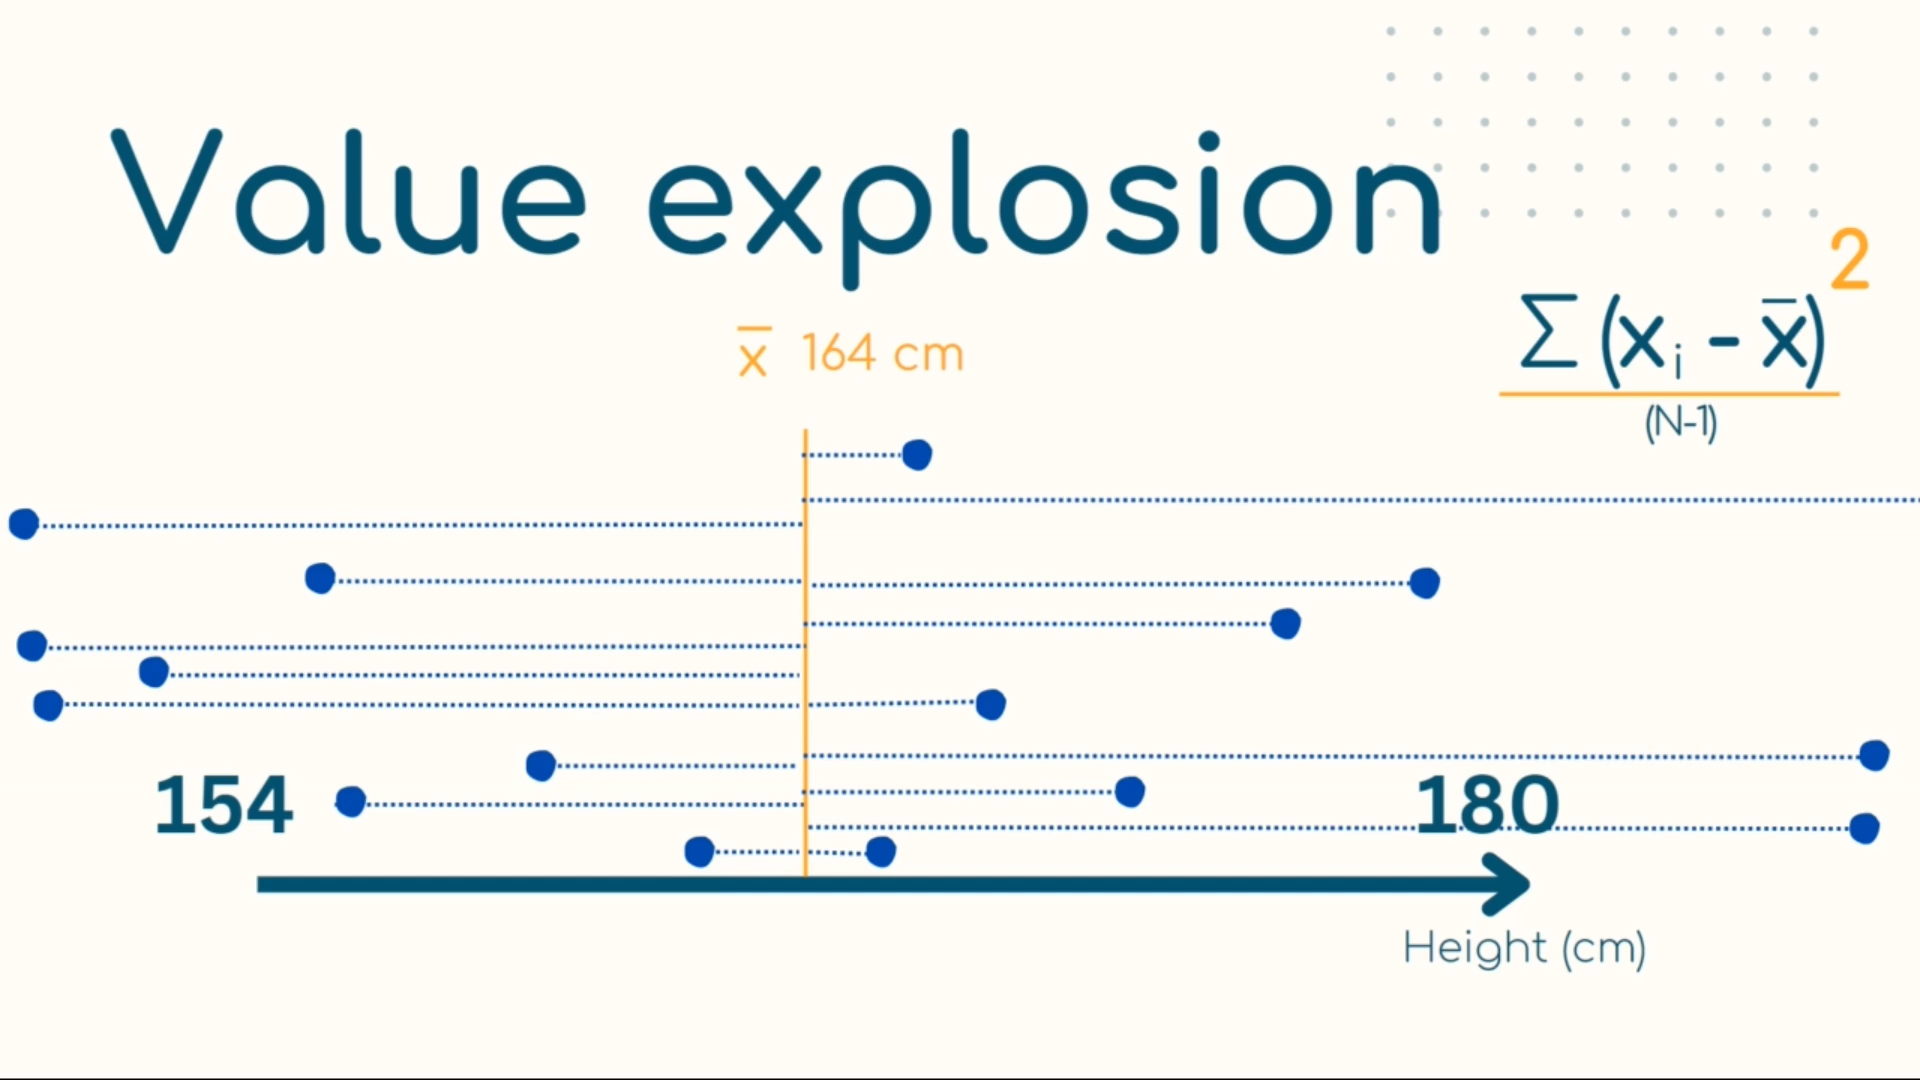 Value explosion
2
Σ (xᵢ - x̄)
(N-1)
x̄ 164 cm
154
180
Height (cm)